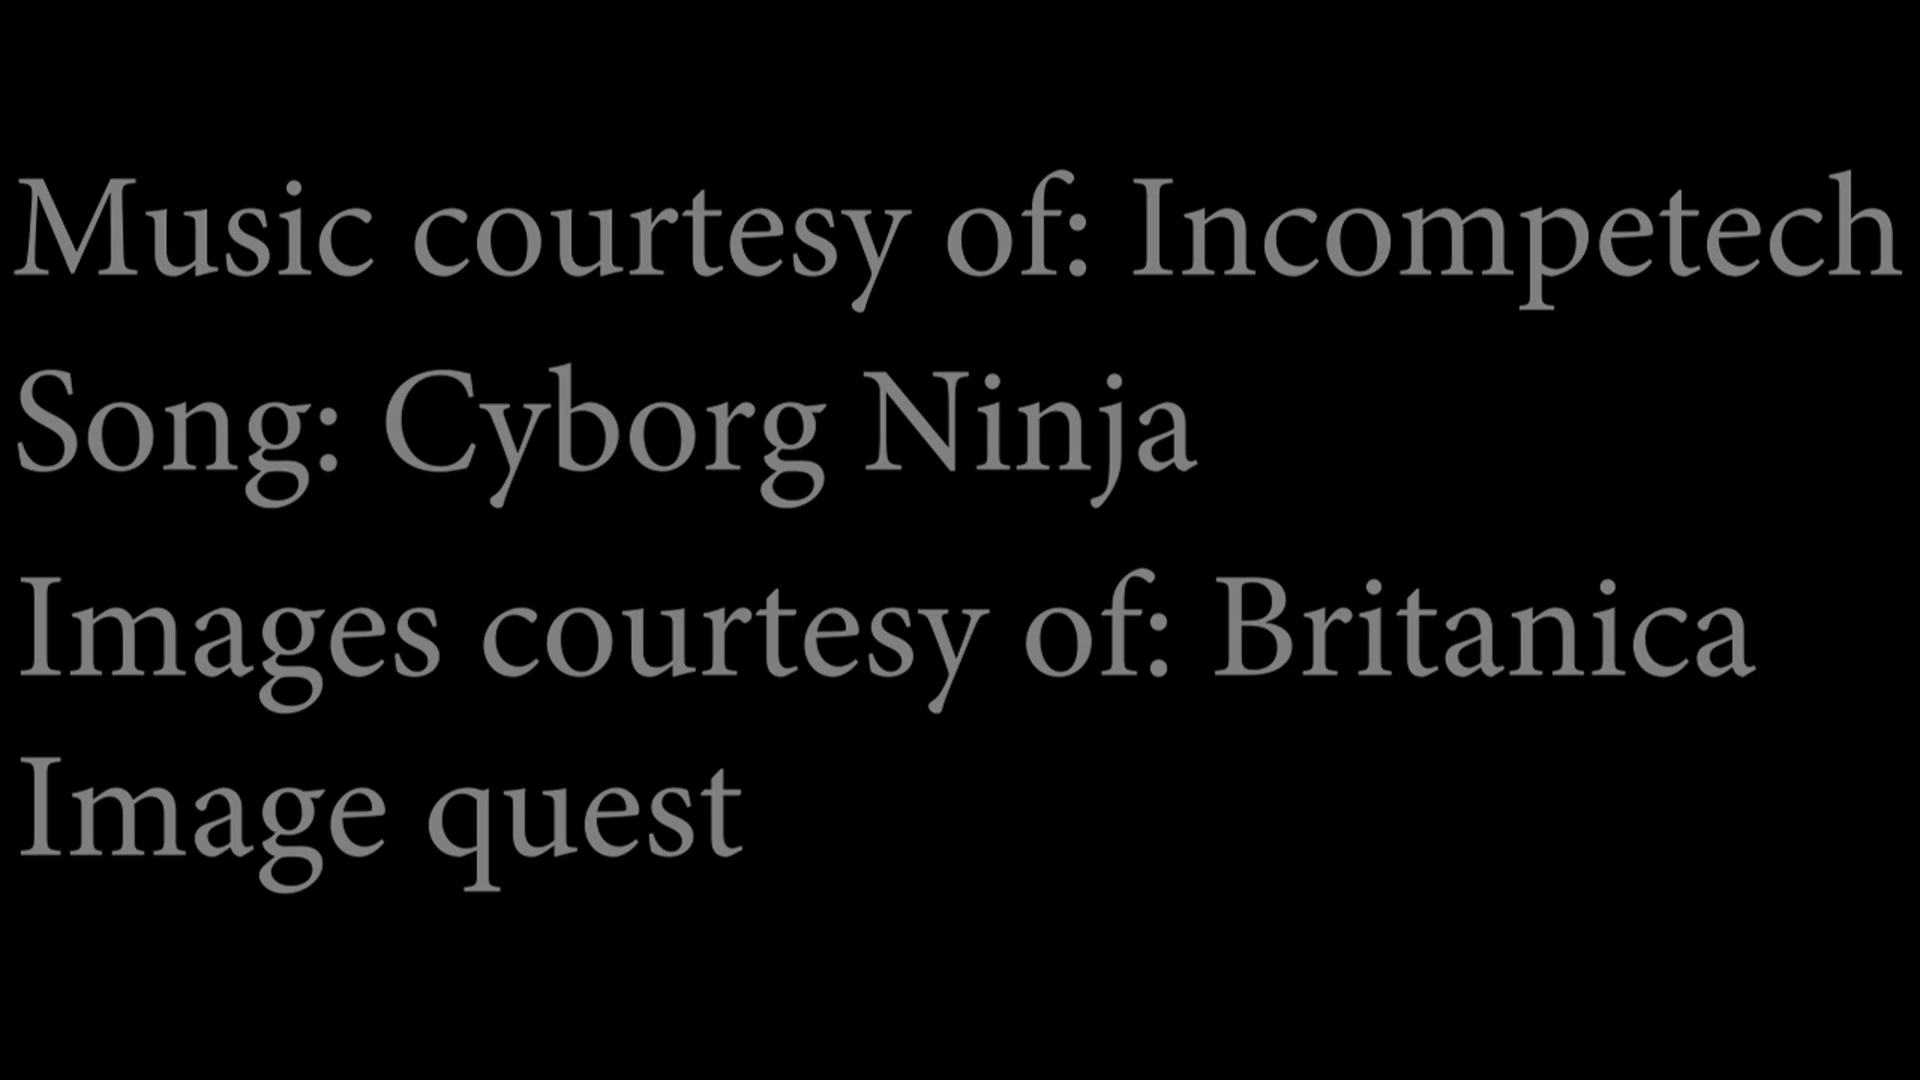 Music courtesy of: Incompetech
Song: Cyborg Ninja
Images courtesy of: Britanica
Image quest